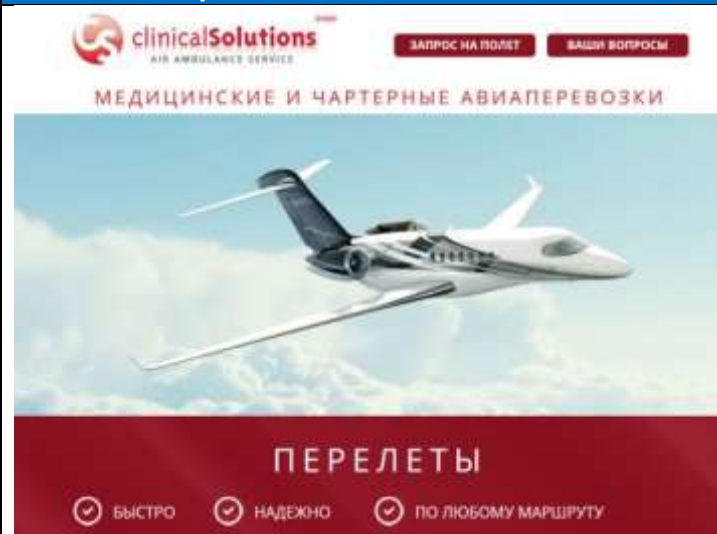 clinicalSolutions
AIR AMBULANCE SERVICE
ЗАПРОС НА ПОЛЕТ
ВАШИ ВОПРОСЫ
МЕДИЦИНСКИЕ И ЧАРТЕРНЫЕ АВИАПЕРЕВОЗКИ
ПЕРЕЛЕТЫ
БЫСТРО
НАДЕЖНО
ПО ЛЮБОМУ МАРШРУТУ